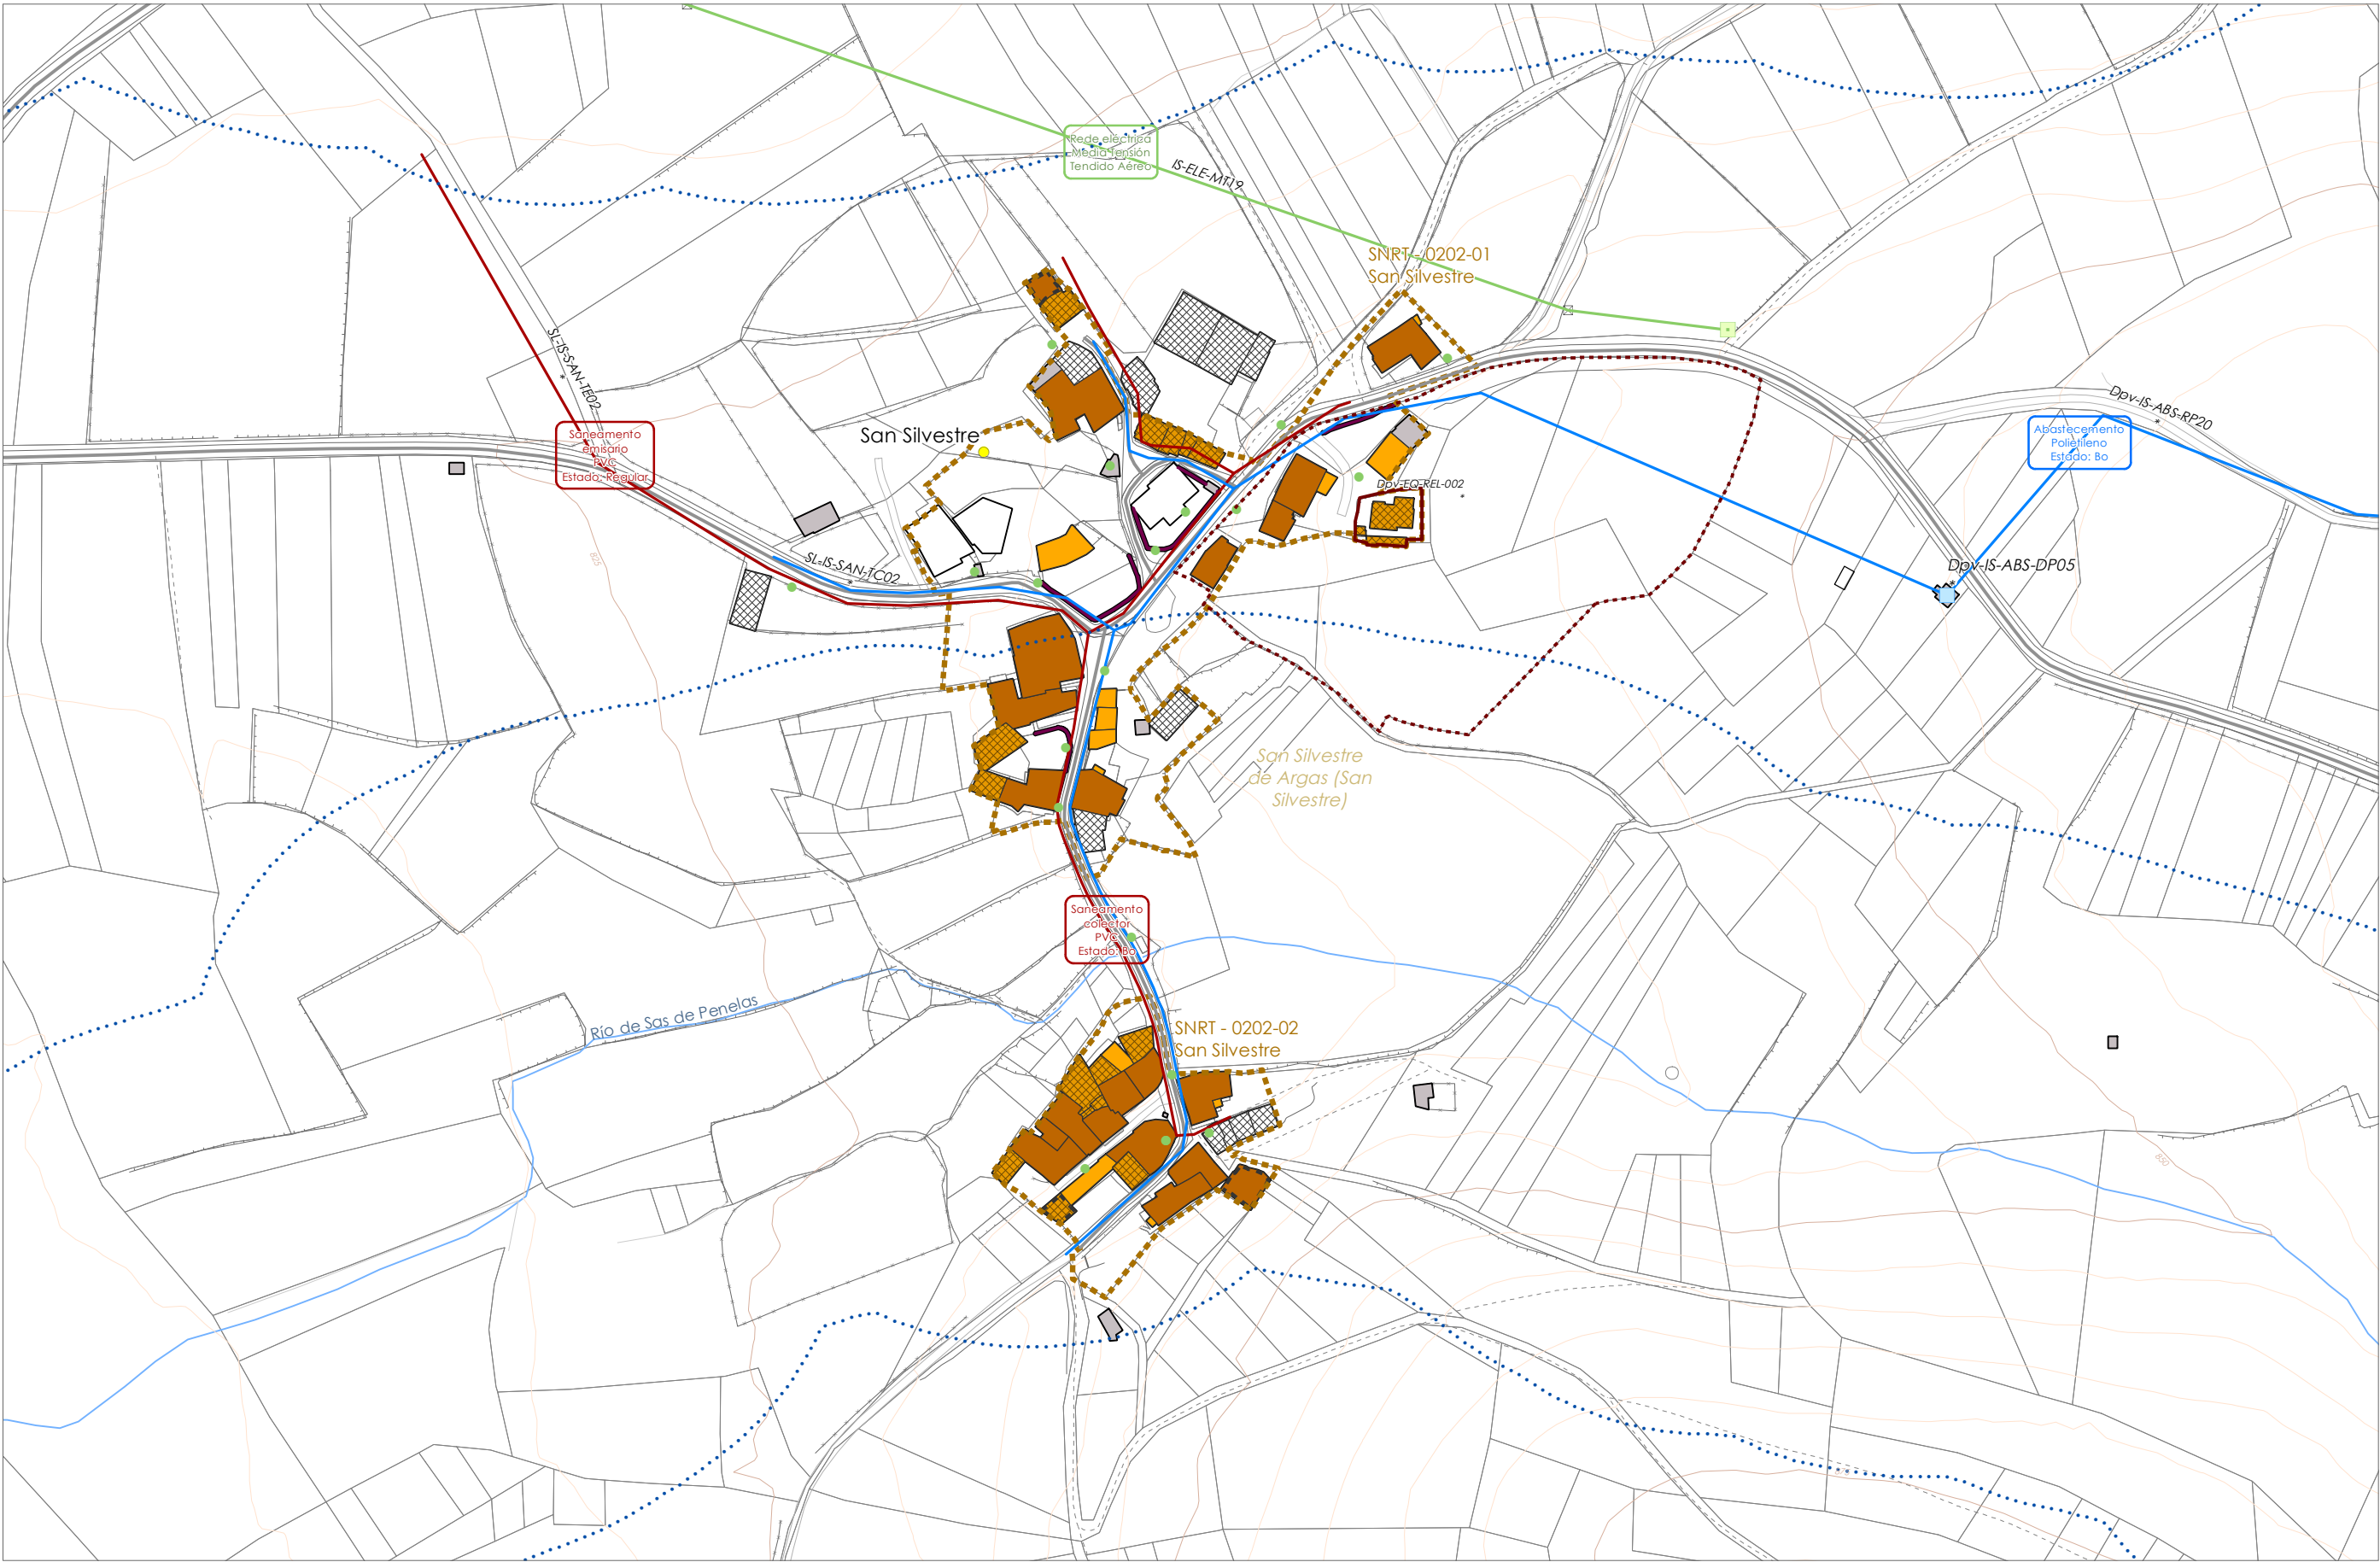 Rede eléctrica
Media Tensión
Tendido Aéreo
IS-ELE-MT19
SNRT - 0202-01
San Silvestre
SL-IS-SAN-TE02
*
Dpv-IS-ABS-RP20
*
Abastecemento
Polietileno
Estado: Bo
San Silvestre
Saneamento
emisario
PVC
Estado: Regular
Dpv-EQ-REL-002
*
825
SL-IS-SAN-TC02
*
Dpv-IS-ABS-DP05
*
San Silvestre
de Argas (San
Silvestre)
Saneamento
colector
PVC
Estado: Bo
Río de Sas de Penelas
SNRT - 0202-02
San Silvestre
850